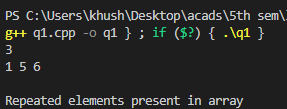 PS C:\Users\khush\Desktop\acads\5th sem\
g++ q1.cpp -o q1 } ; if ($?) { .\q1 }
3
1 5 6
Repeated elements present in array